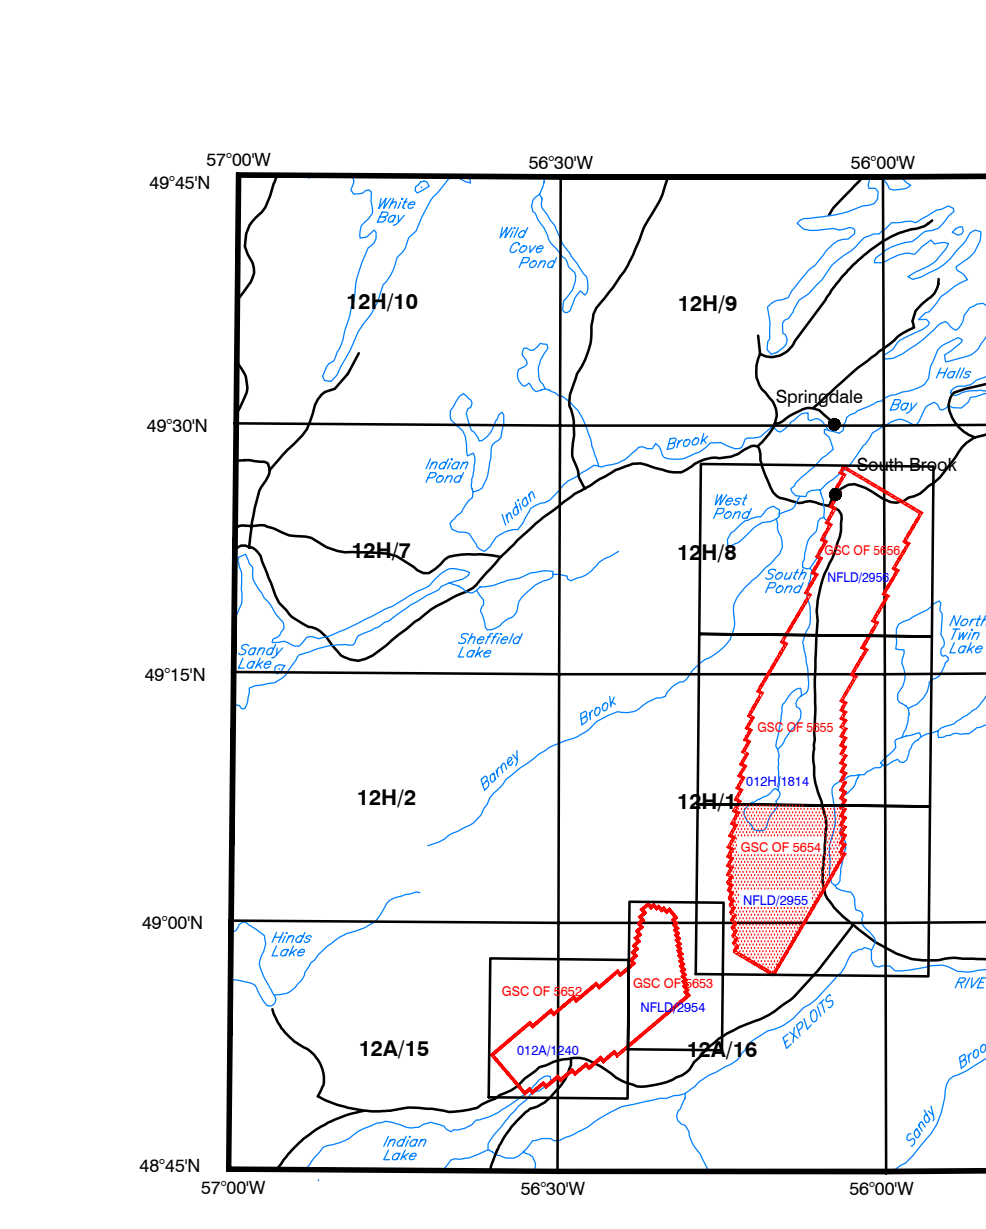 57°00'W
56°30'W
56°00'W
49°45'N
White
Bay
Wild
Cove
Pond
12H/10
12H/9
Halls
Springdale
Bay
49°30'N
Brook
South Brook
Indian
Pond
Indian
West
Pond
12H/7
12H/8
GSC OF 5656
South
Pond
NFLD/2956
North
Twin
Lake
Sheffield
Lake
Sandy
Lake
49°15'N
Brook
GSC OF 5655
Barney
012H/1814
12H/2
12H/1
GSC OF 5654
NFLD/2955
49°00'N
Hinds
Lake
GSC OF 5652
GSC OF 5653
RIVE
NFLD/2954
EXPLOITS
12A/15
012A/1240
12A/16
Broo
Sandy
Indian
Lake
48°45'N
57°00'W
56°30'W
56°00'W